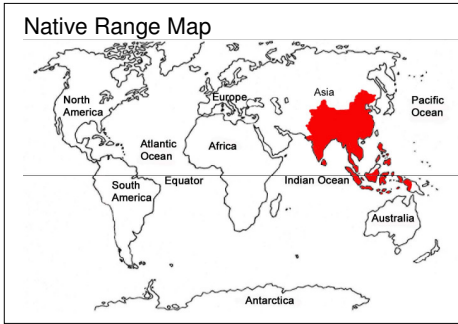 Native Range Map
Asia
Europe
North
America
Pacific
Ocean
Atlantic
Ocean
Africa
Equator
Indian Ocean
South
America
Australia
Antarctica